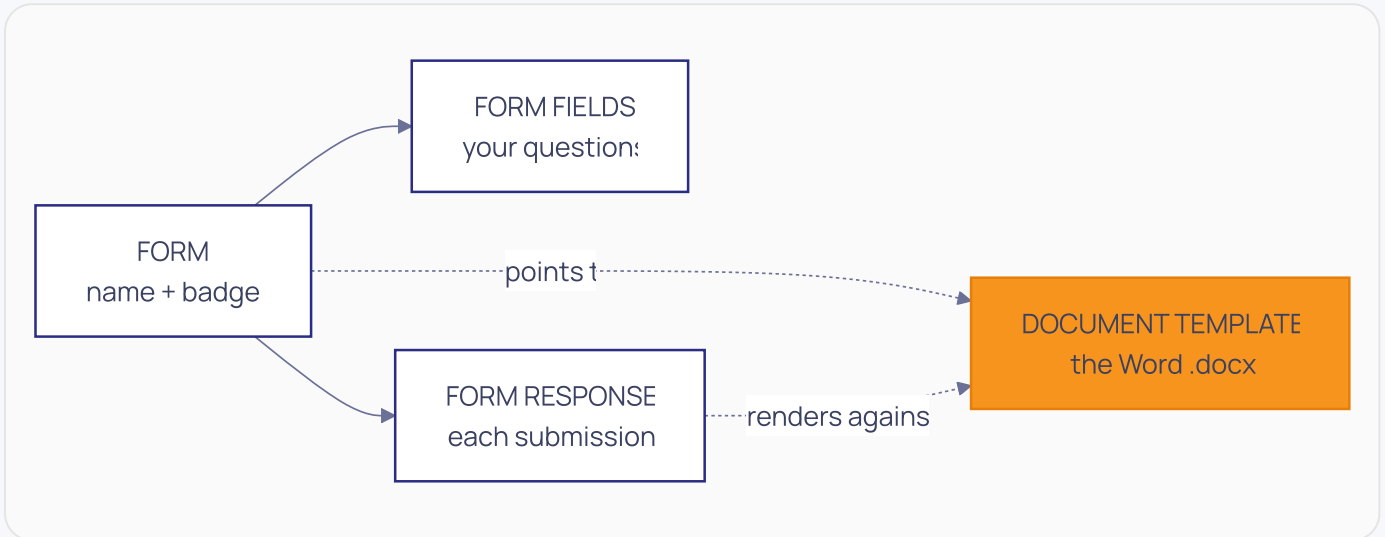 FORM FIELDS
your questions
FORM
name + badge
points t
DOCUMENT TEMPLATE
the Word .docx
FORM RESPONSE
each submission
renders agains